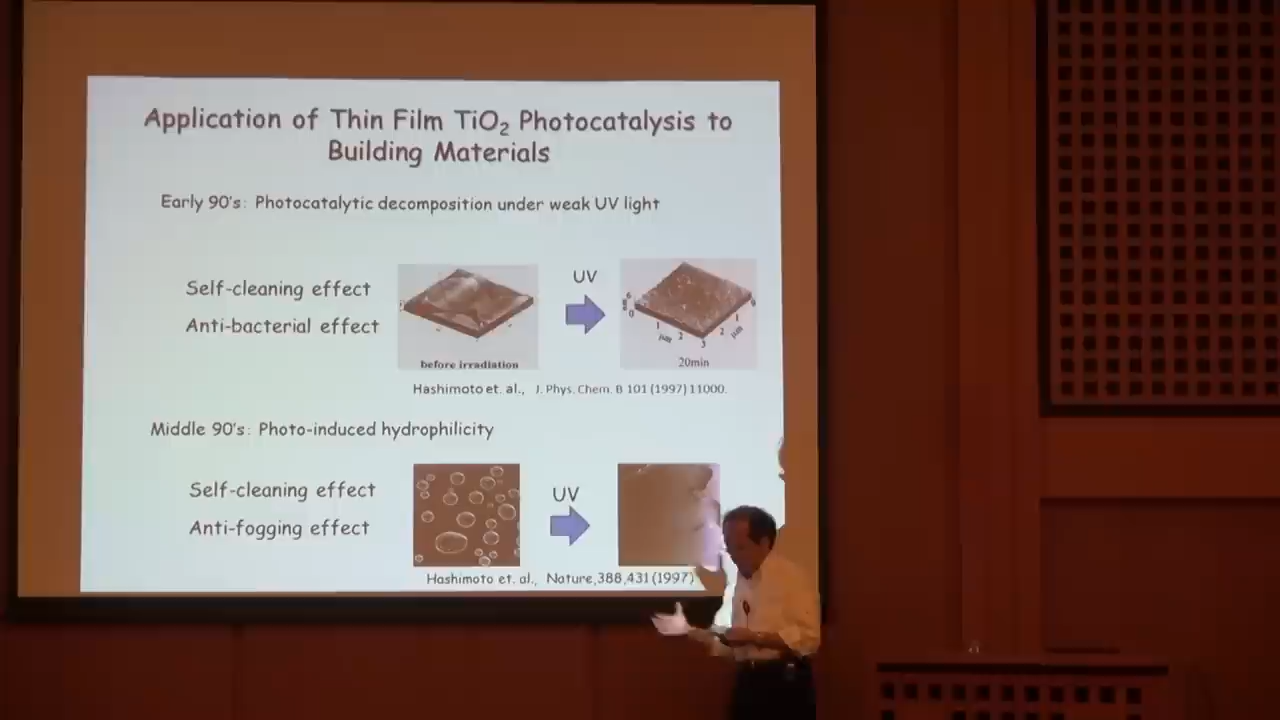 Application of Thin Film TiO₂ Photocatalysis to
Building Materials
Early 90's: Photocatalytic decomposition under weak UV light
Self-cleaning effect
Anti-bacterial effect
UV
before irradiation
20min
Hashimoto et. al., J. Phys. Chem. B 101 (1997) 11000.
Middle 90's: Photo-induced hydrophilicity
Self-cleaning effect
Anti-fogging effect
UV
Hashimoto et. al., Nature,388,431 (1997)